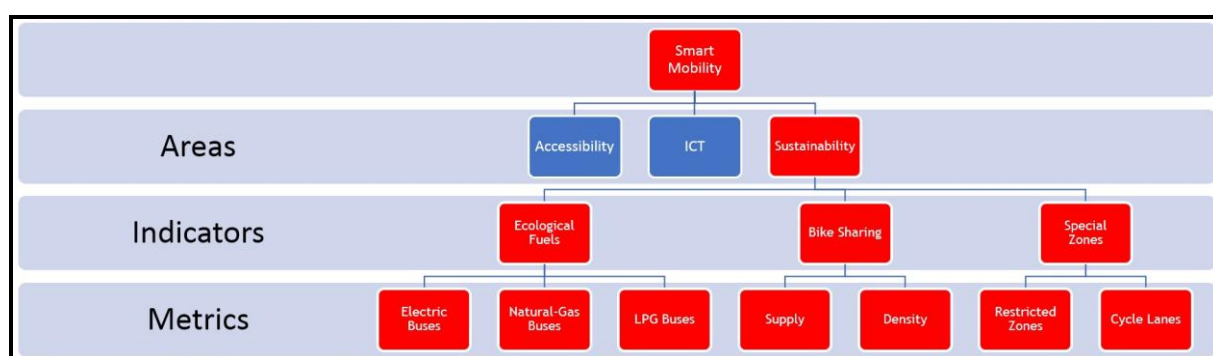 Smart
Mobility
Areas
Accessibility
ICT
Sustainability
Indicators
Ecological
Fuels
Bike Sharing
Special
Zones
Metrics
Electric
Buses
Natural-Gas
Buses
LPG Buses
Supply
Density
Restricted
Zones
Cycle Lanes